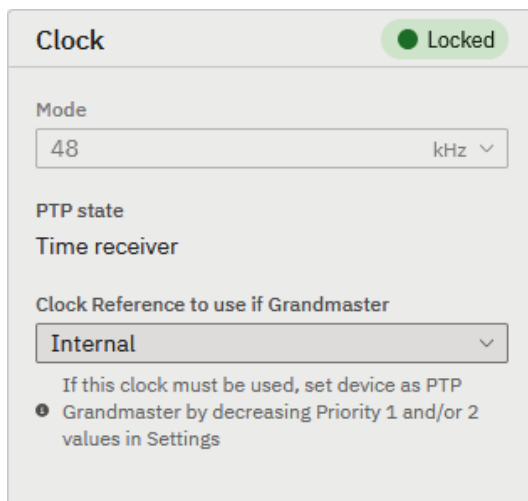 Clock
Locked
Mode
48
kHz
PTP state
Time receiver
Clock Reference to use if Grandmaster
Internal
If this clock must be used, set device as PTP
Grandmaster by decreasing Priority 1 and/or 2
values in Settings